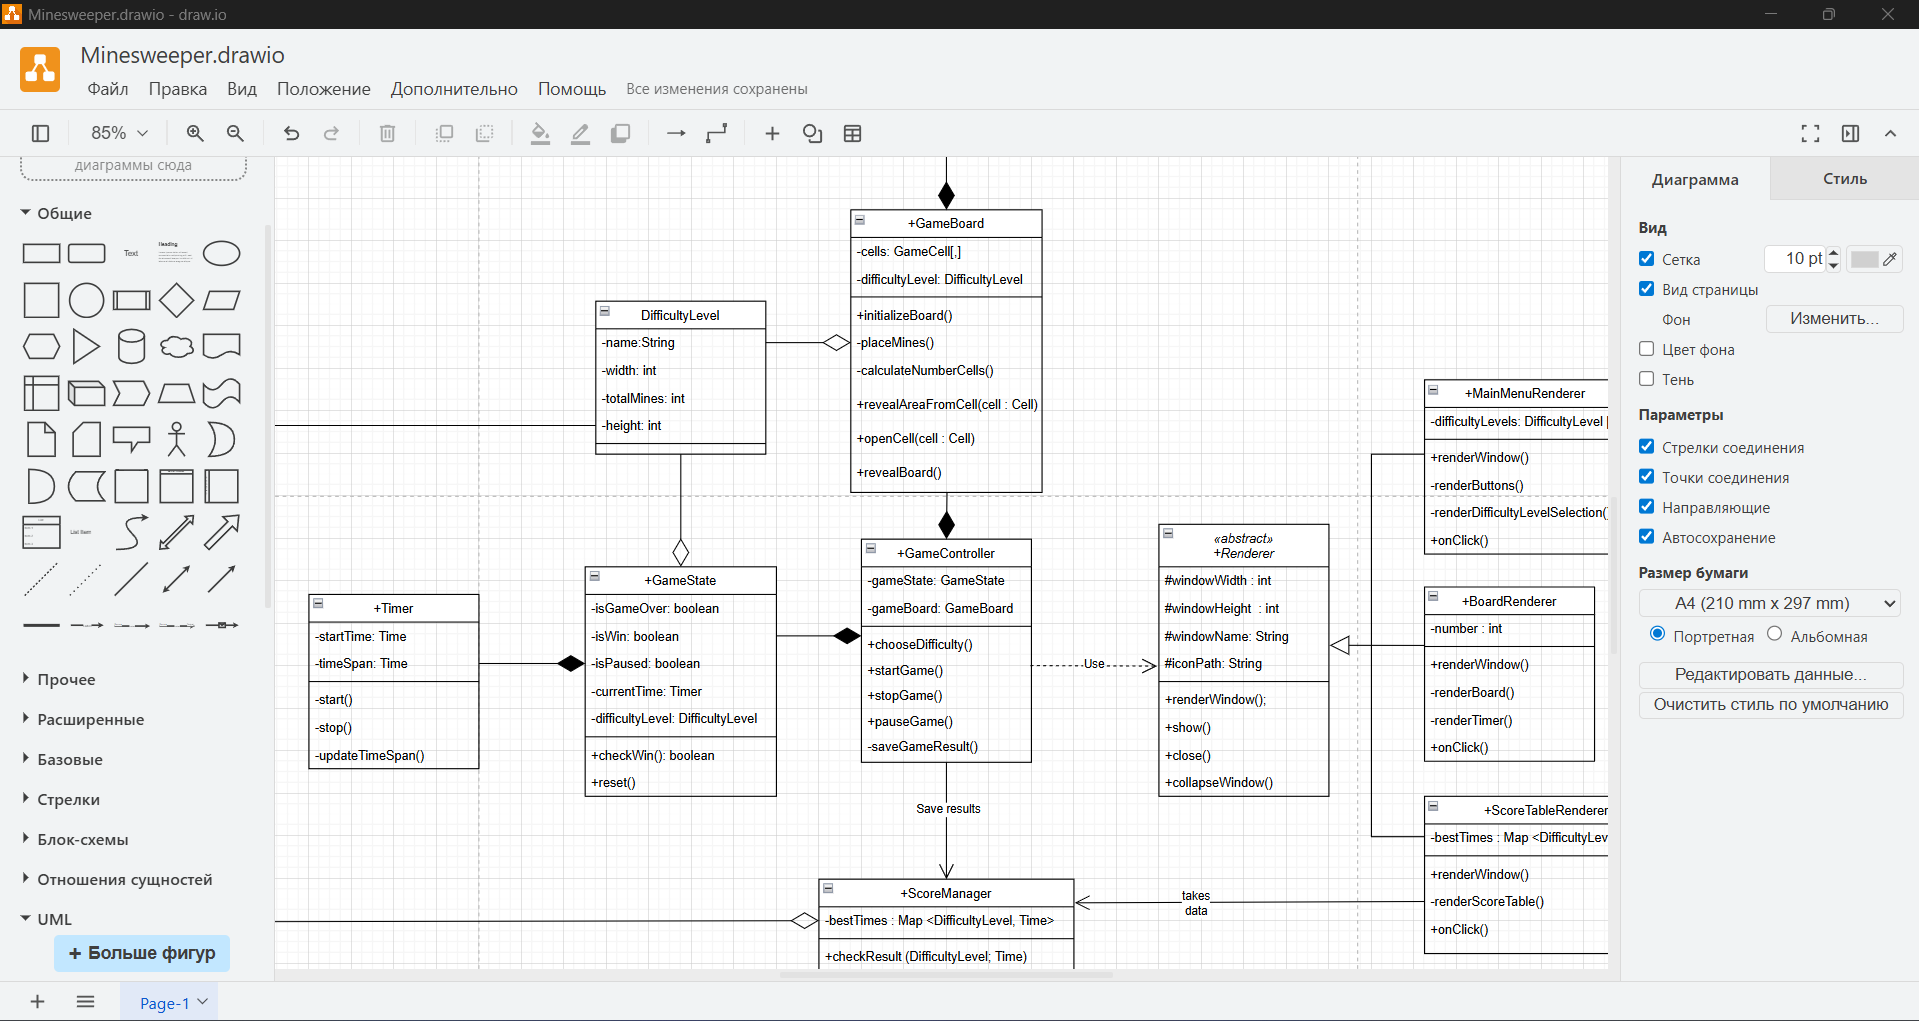 Minesweeper.drawio - draw.io
Minesweeper.drawio
Файл Правка Вид Положение Дополнительно Помощь Все изменения сохранены
85%
диаграммы сюда
Общие
Text
Heading
List Item
Прочее
Расширенные
Базовые
Стрелки
Блок-схемы
Отношения сущностей
UML
+ Больше фигур
Page-1
+GameBoard
-cells: GameCell[,]
-difficultyLevel: DifficultyLevel
+initializeBoard()
-placeMines()
-calculateNumberCells()
+revealAreaFromCell(cell : Cell)
+openCell(cell : Cell)
+revealBoard()
DifficultyLevel
-name:String
-width: int
-totalMines: int
-height: int
+Timer
-startTime: Time
-timeSpan: Time
-start()
-stop()
-updateTimeSpan()
+GameState
-isGameOver: boolean
-isWin: boolean
-isPaused: boolean
-currentTime: Timer
-difficultyLevel: DifficultyLevel
+checkWin(): boolean
+reset()
+GameController
-gameState: GameState
-gameBoard: GameBoard
+chooseDifficulty()
+startGame()
+stopGame()
+pauseGame()
-saveGameResult()
Use
Save results
«abstract»
+Renderer
#windowWidth : int
#windowHeight : int
#windowName: String
#iconPath: String
+renderWindow();
+show()
+close()
+collapseWindow()
+MainMenuRenderer
-difficultyLevels: DifficultyLevel
+renderWindow()
-renderButtons()
-renderDifficultyLevelSelection(
+onClick()
+BoardRenderer
-number : int
+renderWindow()
-renderBoard()
-renderTimer()
+onClick()
+ScoreTableRenderer
-bestTimes : Map <DifficultyLev
+renderWindow()
-renderScoreTable()
+onClick()
takes
data
+ScoreManager
-bestTimes : Map <DifficultyLevel, Time>
+checkResult (DifficultyLevel; Time)
Диаграмма Стиль
Вид
Сетка 10 pt
Вид страницы
Фон Изменить...
Цвет фона
Тень
Параметры
Стрелки соединения
Точки соединения
Направляющие
Автосохранение
Размер бумаги
A4 (210 mm x 297 mm)
Портретная Альбомная
Редактировать данные...
Очистить стиль по умолчанию